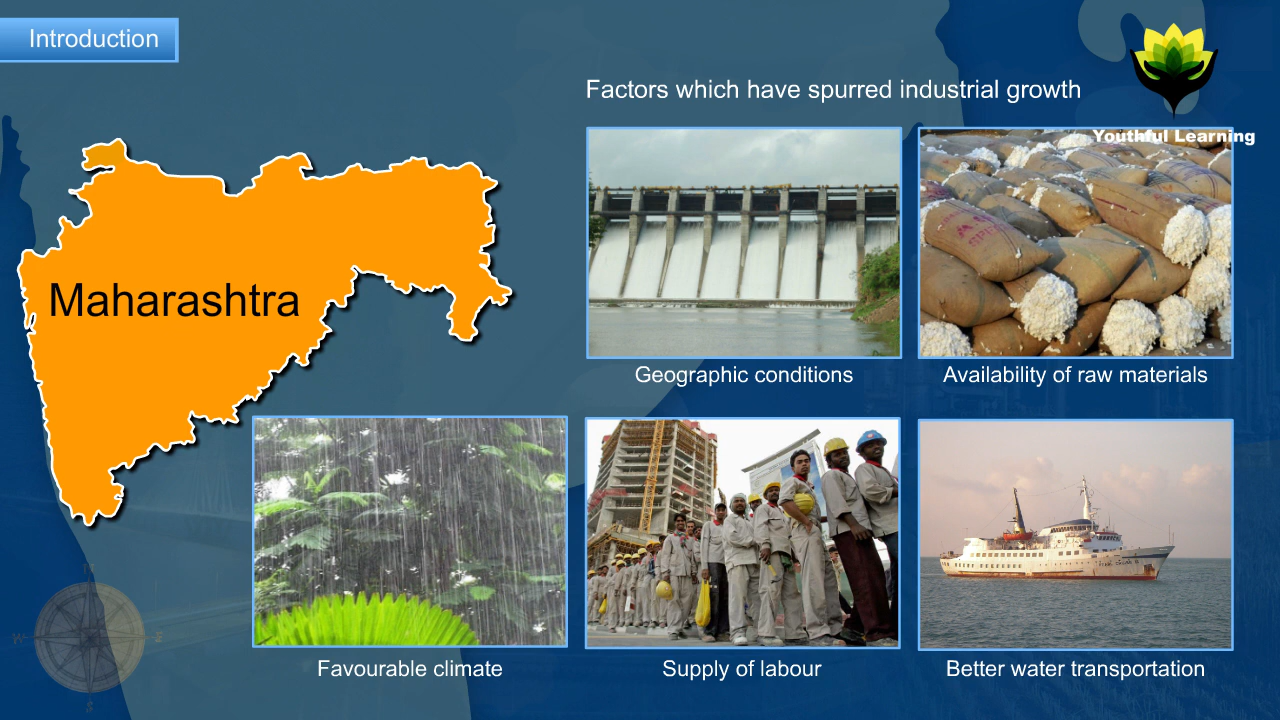 Introduction
Factors which have spurred industrial growth
Youthful Learning
Maharashtra
Geographic conditions
Availability of raw materials
Favourable climate
Supply of labour
Better water transportation
N
W
E
S